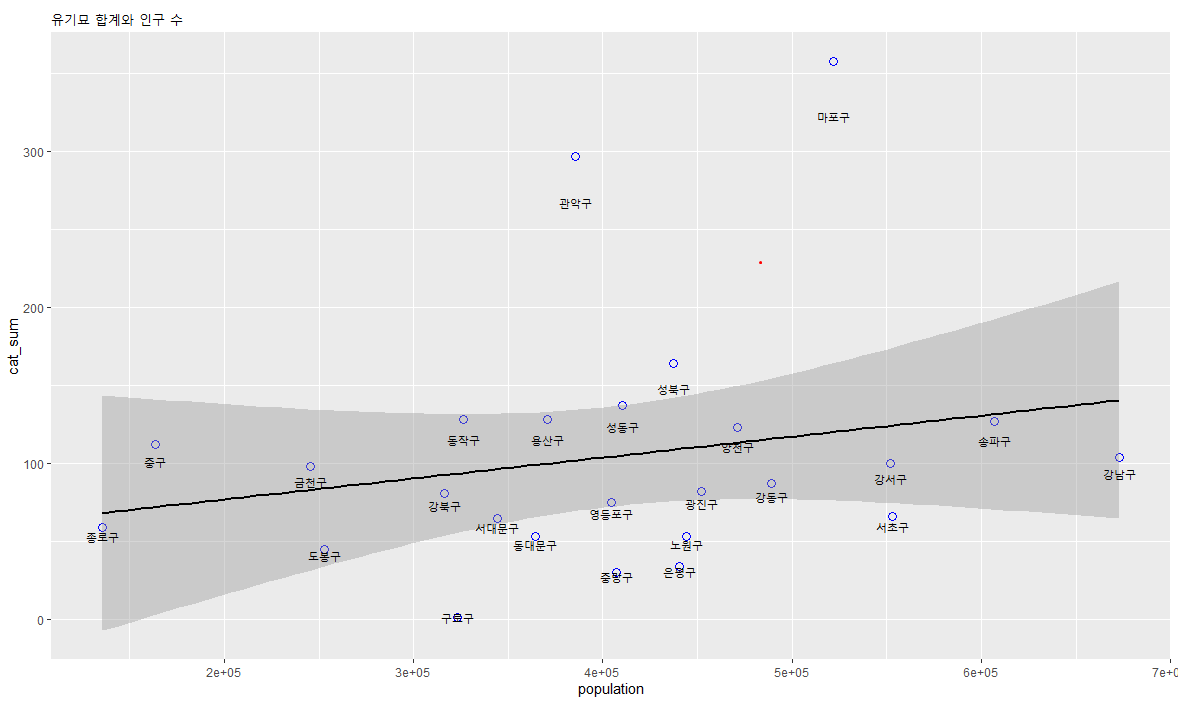 유기묘 합계와 인구 수
마포구
300
관악구
cat_sum
200
성북구
성동구
동작구
용산구
양천구
송파구
중구
100
금천구
강남구
강서구
강동구
강북구
광진구
영등포구
서대문구
서초구
종로구
동대문구
노원구
도봉구
은평구
중랑구
구로구
0
2e+05
3e+05
4e+05
5e+05
6e+05
7e+0
population